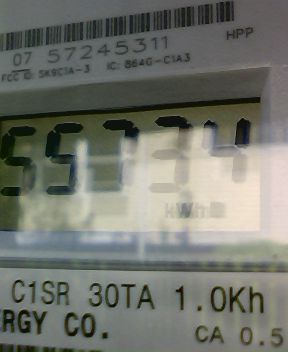 HPP
07 57245311
FCC ID: SK9C1A-3 IC: 864G-C1A3
55734
kWh
C1SR 30TA 1.0Kh
RGY CO. CA 0.5